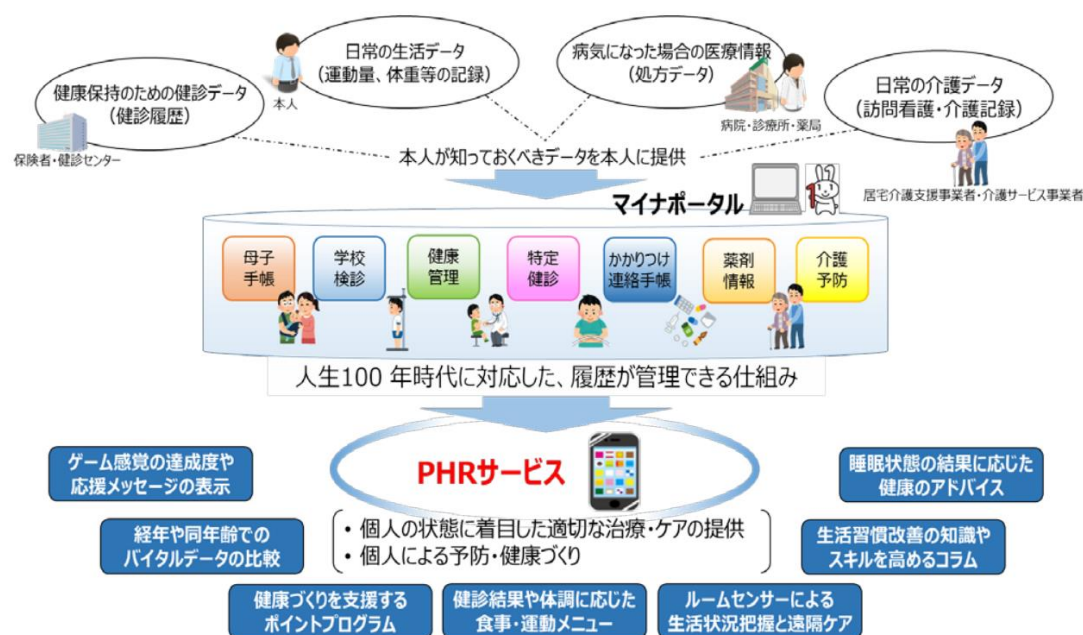 日常の生活データ
(運動量、体重等の記録)
本人
病気になった場合の医療情報
(処方データ)
病院・診療所・薬局
健康保持のための健診データ
(健診履歴)
保険者・健診センター
日常の介護データ
(訪問看護・介護記録)
居宅介護支援事業者・介護サービス事業者
本人が知っておくべきデータを本人に提供
マイナポータル
母子
手帳
学校
検診
健康
管理
特定
健診
かかりつけ
連絡手帳
薬剤
情報
介護
予防
人生100 年時代に対応した、履歴が管理できる仕組み
PHRサービス
・ 個人の状態に着目した適切な治療・ケアの提供
・ 個人による予防・健康づくり
ゲーム感覚の達成度や
応援メッセージの表示
経年や同年齢での
バイタルデータの比較
健康づくりを支援する
ポイントプログラム
健診結果や体調に応じた
食事・運動メニュー
ルームセンサーによる
生活状況把握と遠隔ケア
生活習慣改善の知識や
スキルを高めるコラム
睡眠状態の結果に応じた
健康のアドバイス